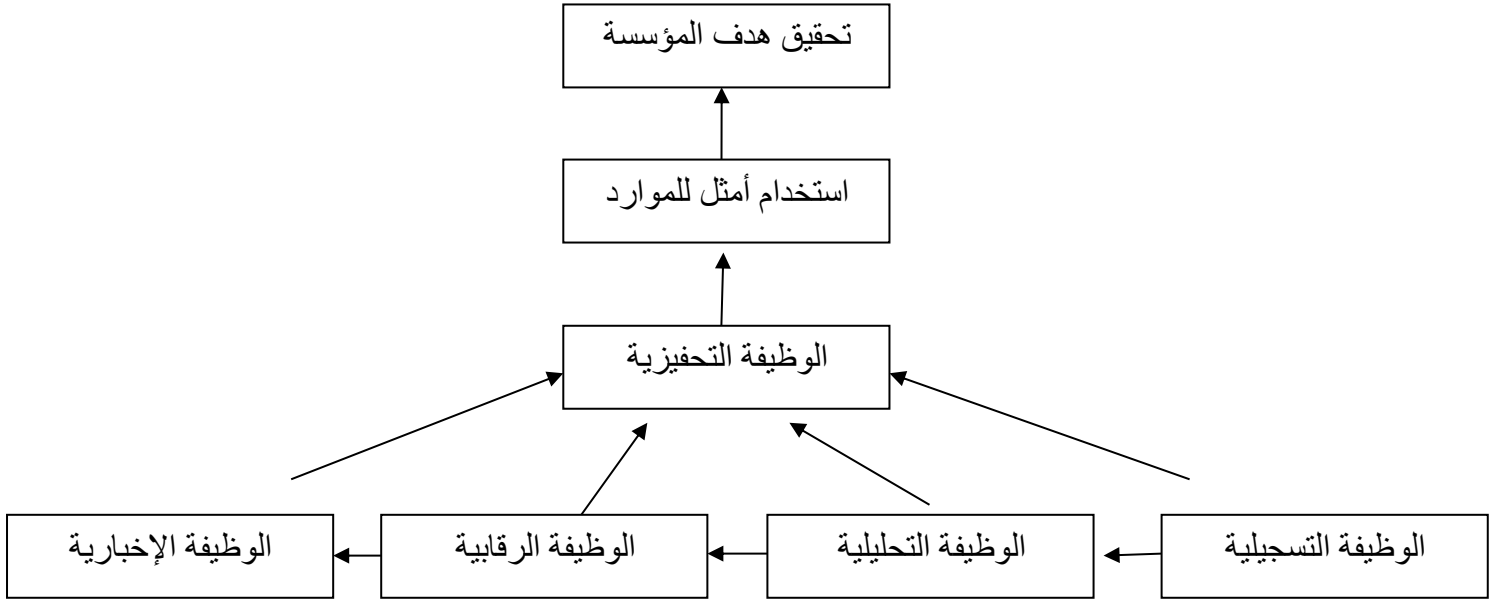 تحقيق هدف المؤسسة
استخدام أمثل للموارد
الوظيفة التحفيزية
الوظيفة التسجيلية
الوظيفة التحليلية
الوظيفة الرقابية
الوظيفة الإخبارية